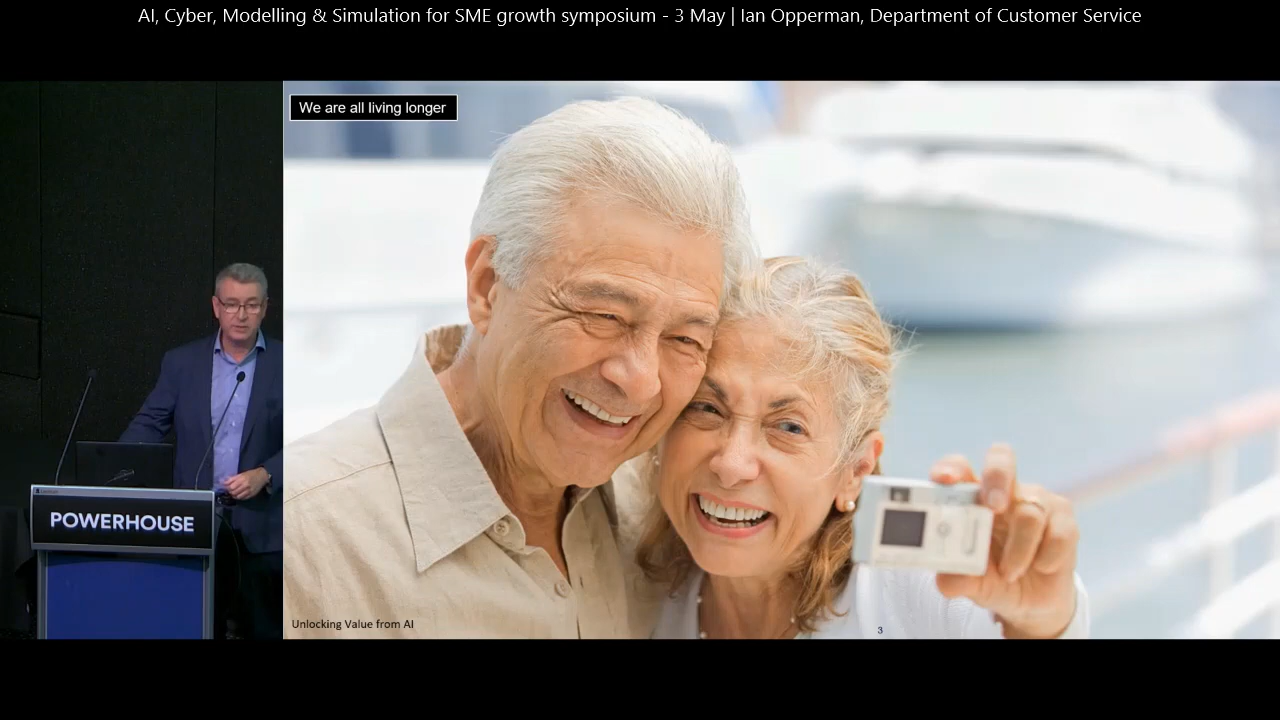 AI, Cyber, Modelling & Simulation for SME growth symposium - 3 May | Ian Opperman, Department of Customer Service
We are all living longer
POWERHOUSE
Unlocking Value from AI
3